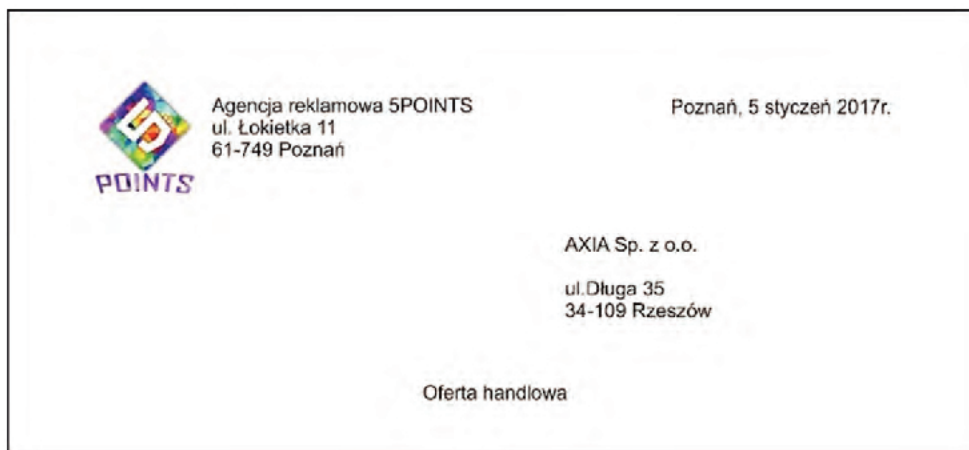 5
POINTS
Agencja reklamowa 5POINTS
ul. Łokietka 11
61-749 Poznań
Poznań, 5 styczeń 2017r.
AXIA Sp. z o.o.
ul.Długa 35
34-109 Rzeszów
Oferta handlowa